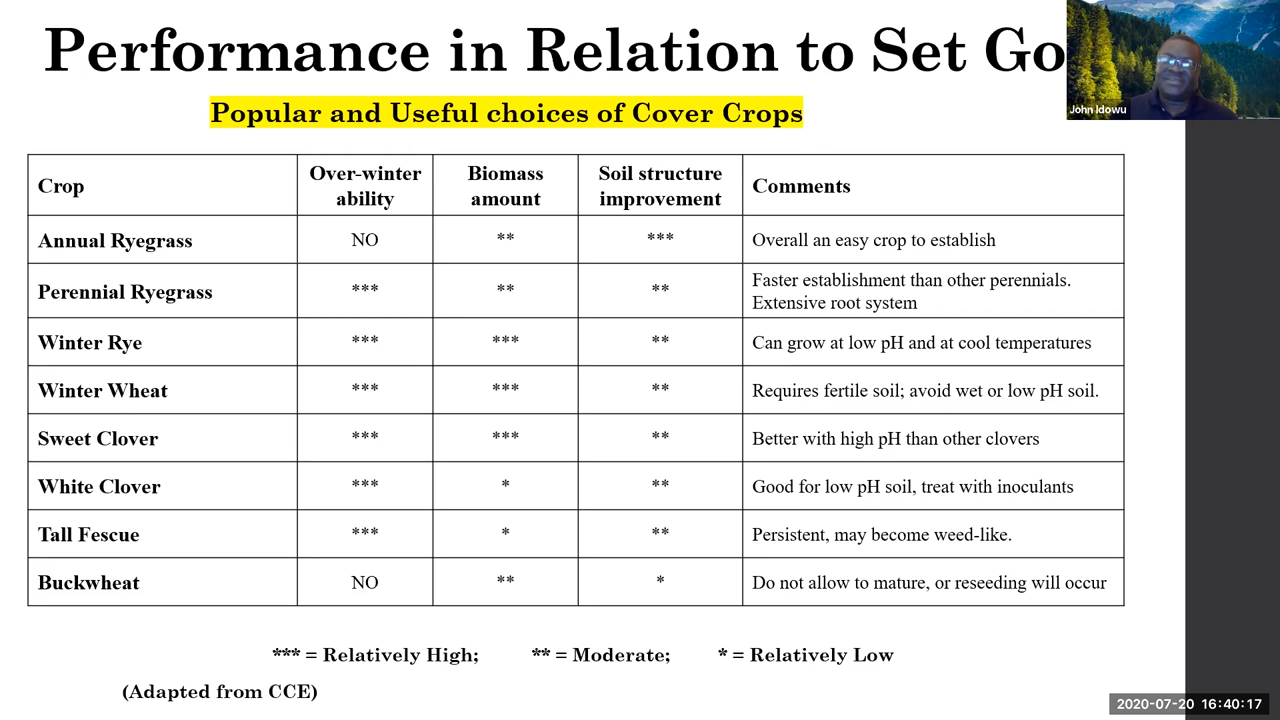 Performance in Relation to Set Go
John Idowu
Popular and Useful choices of Cover Crops
Crop Over-winter ability Biomass amount Soil structure improvement Comments
Annual Ryegrass NO ** *** Overall an easy crop to establish
Perennial Ryegrass *** ** ** Faster establishment than other perennials. Extensive root system
Winter Rye *** *** ** Can grow at low pH and at cool temperatures
Winter Wheat *** *** ** Requires fertile soil; avoid wet or low pH soil.
Sweet Clover *** *** ** Better with high pH than other clovers
White Clover *** * ** Good for low pH soil, treat with inoculants
Tall Fescue *** * ** Persistent, may become weed-like.
Buckwheat NO ** * Do not allow to mature, or reseeding will occur
*** = Relatively High; ** = Moderate; * = Relatively Low
(Adapted from CCE)
2020-07-20 16:40:17